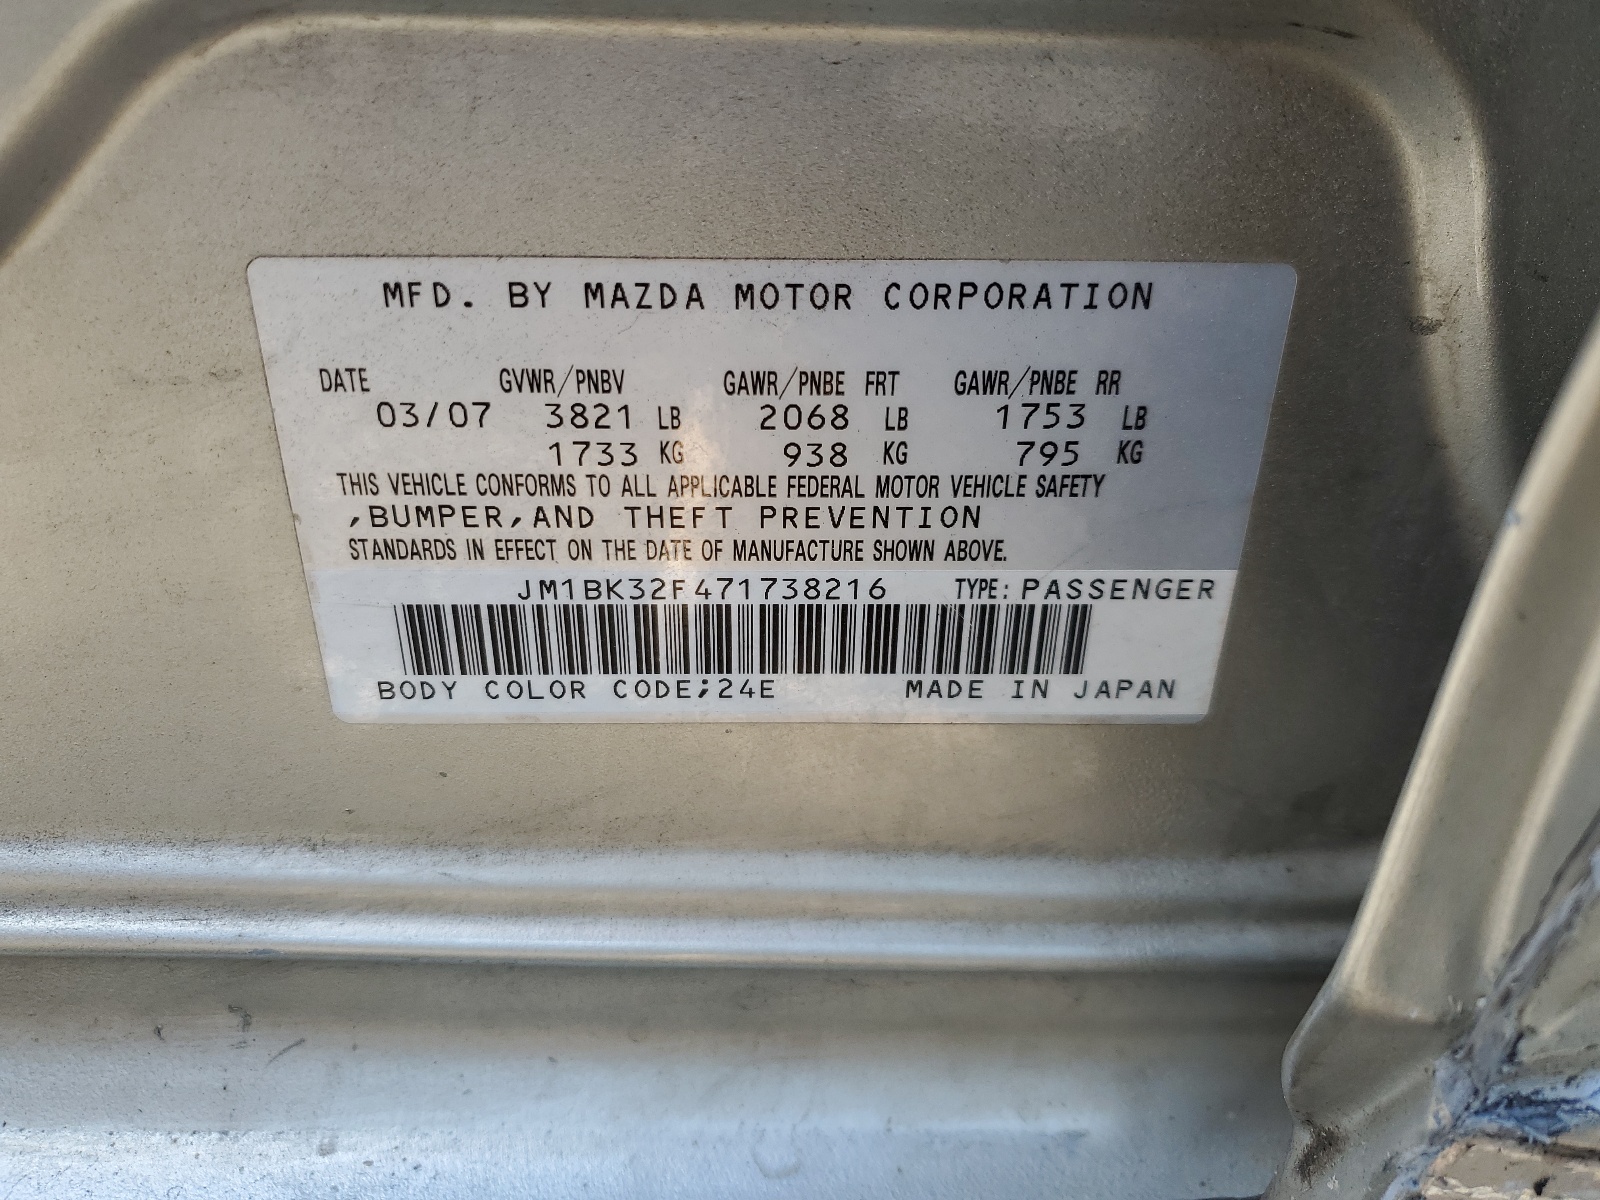 MFD. BY MAZDA MOTOR CORPORATION
DATE GVWR/PNBV GAWR/PNBE FRT GAWR/PNBE RR
03/07 3821 LB 2068 LB 1753 LB
1733 KG 938 KG 795 KG
THIS VEHICLE CONFORMS TO ALL APPLICABLE FEDERAL MOTOR VEHICLE SAFETY
,BUMPER,AND THEFT PREVENTION
STANDARDS IN EFFECT ON THE DATE OF MANUFACTURE SHOWN ABOVE.
JM1BK32F471738216 TYPE: PASSENGER
BODY COLOR CODE;24E MADE IN JAPAN